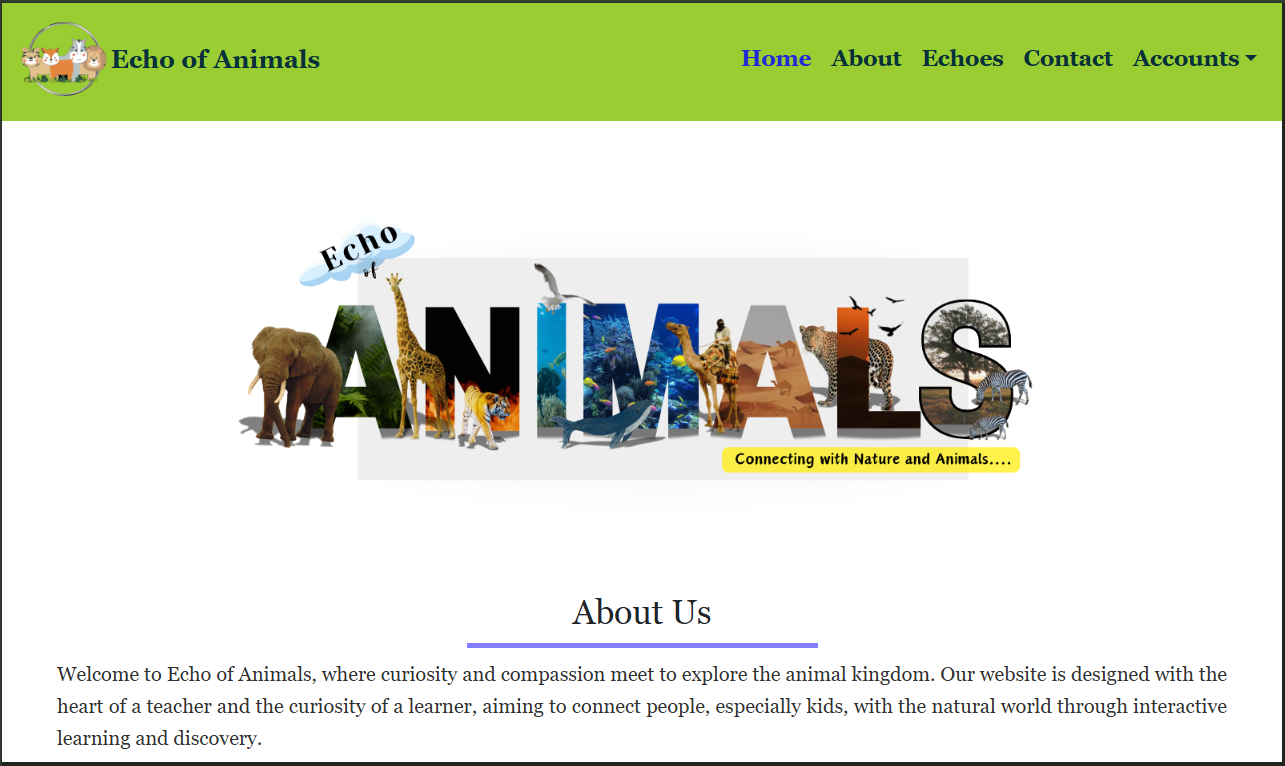 Echo of Animals
Home About Echoes Contact Accounts
Echo
of
ANIMALS
Connecting with Nature and Animals....
About Us
Welcome to Echo of Animals, where curiosity and compassion meet to explore the animal kingdom. Our website is designed with the
heart of a teacher and the curiosity of a learner, aiming to connect people, especially kids, with the natural world through interactive
learning and discovery.